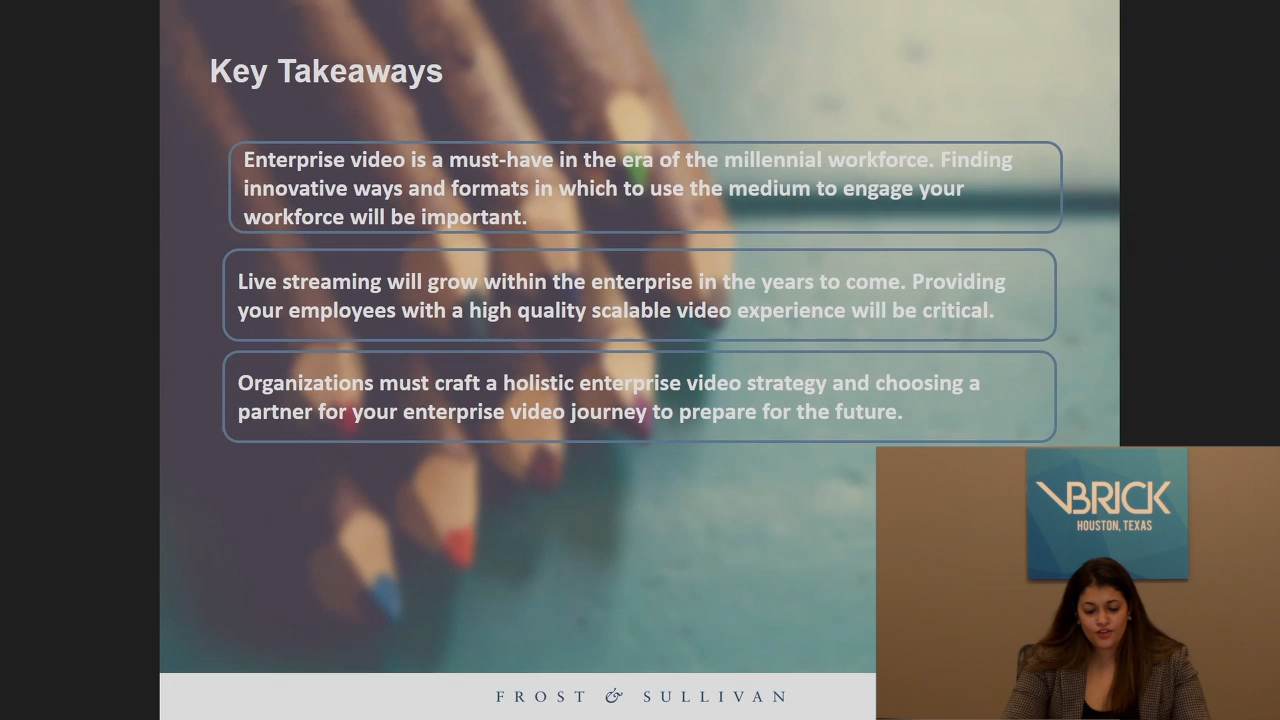 Key Takeaways
Enterprise video is a must-have in the era of the millennial workforce. Finding
innovative ways and formats in which to use the medium to engage your
workforce will be important.
Live streaming will grow within the enterprise in the years to come. Providing
your employees with a high quality scalable video experience will be critical.
Organizations must craft a holistic enterprise video strategy and choosing a
partner for your enterprise video journey to prepare for the future.
VBRICK
HOUSTON, TEXAS
FROST & SULLIVAN